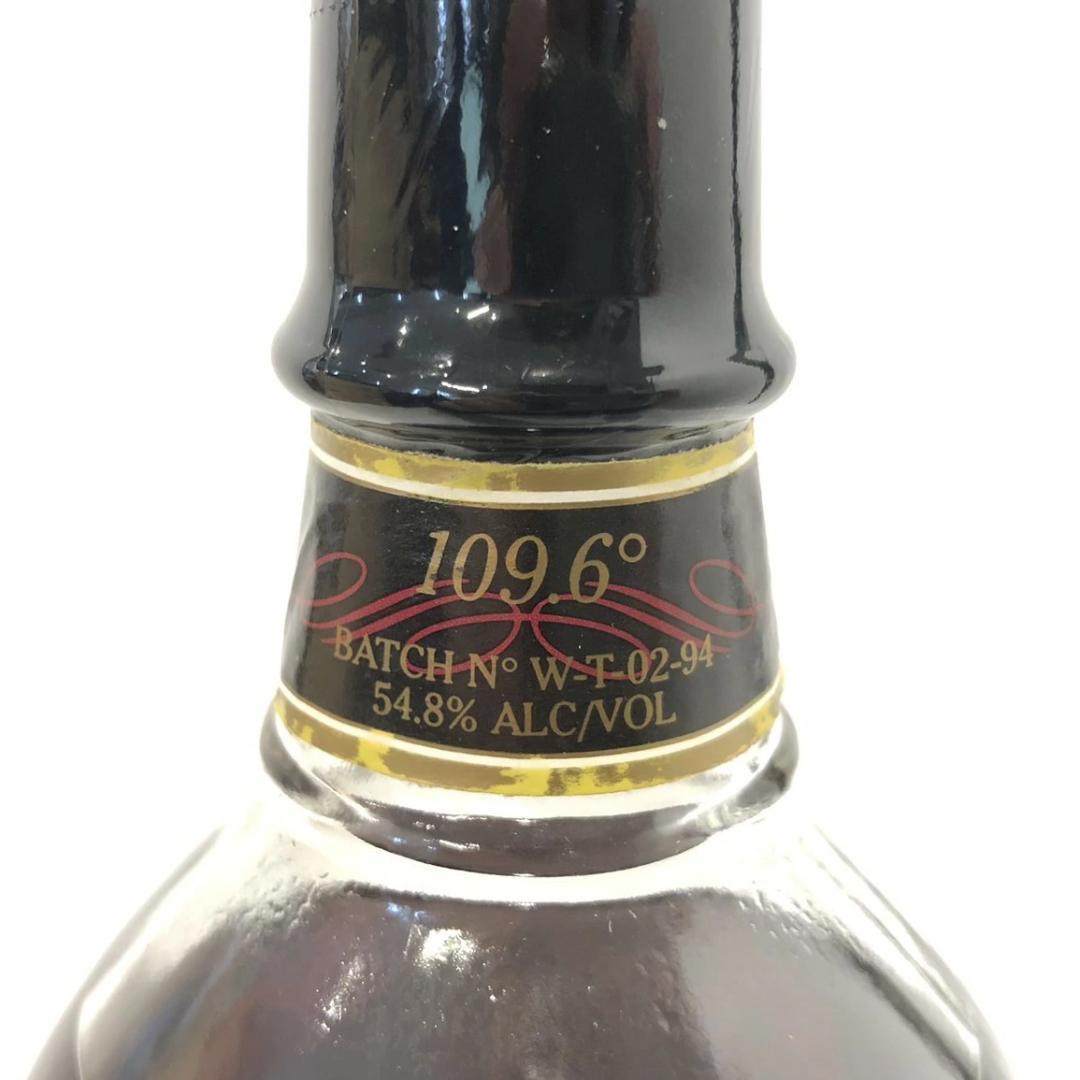 109.6°
BATCH N° W-T-02-94
54.8% ALC/VOL